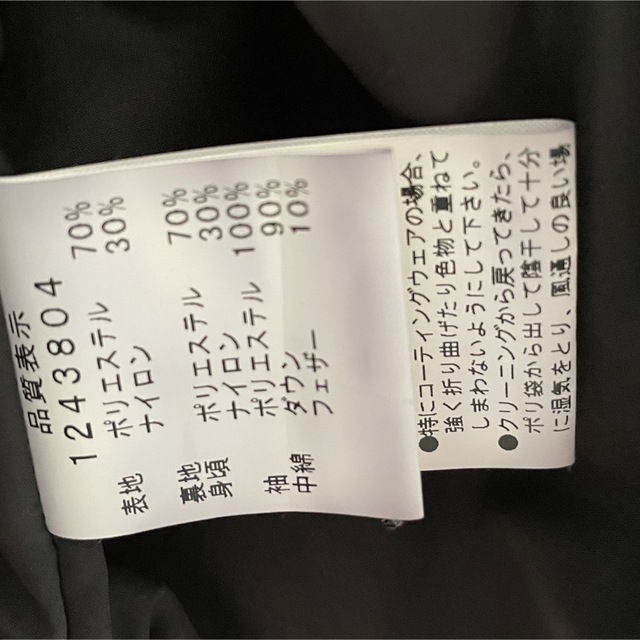 品質表示
1243804
表地 ポリエステル 70%
ナイロン 30%
裏地
身頃 ポリエステル 70%
ナイロン 30%
袖 ポリエステル 100%
中綿 ダウン 90%
フェザー 10%
●特にコーティングウェアの場合、
強く折り曲げたり色物と重ねて
しまわないようにして下さい。
●クリーニングから戻ってきたら、
ポリ袋から出して陰干して十分
に湿気をとり、風通しの良い場